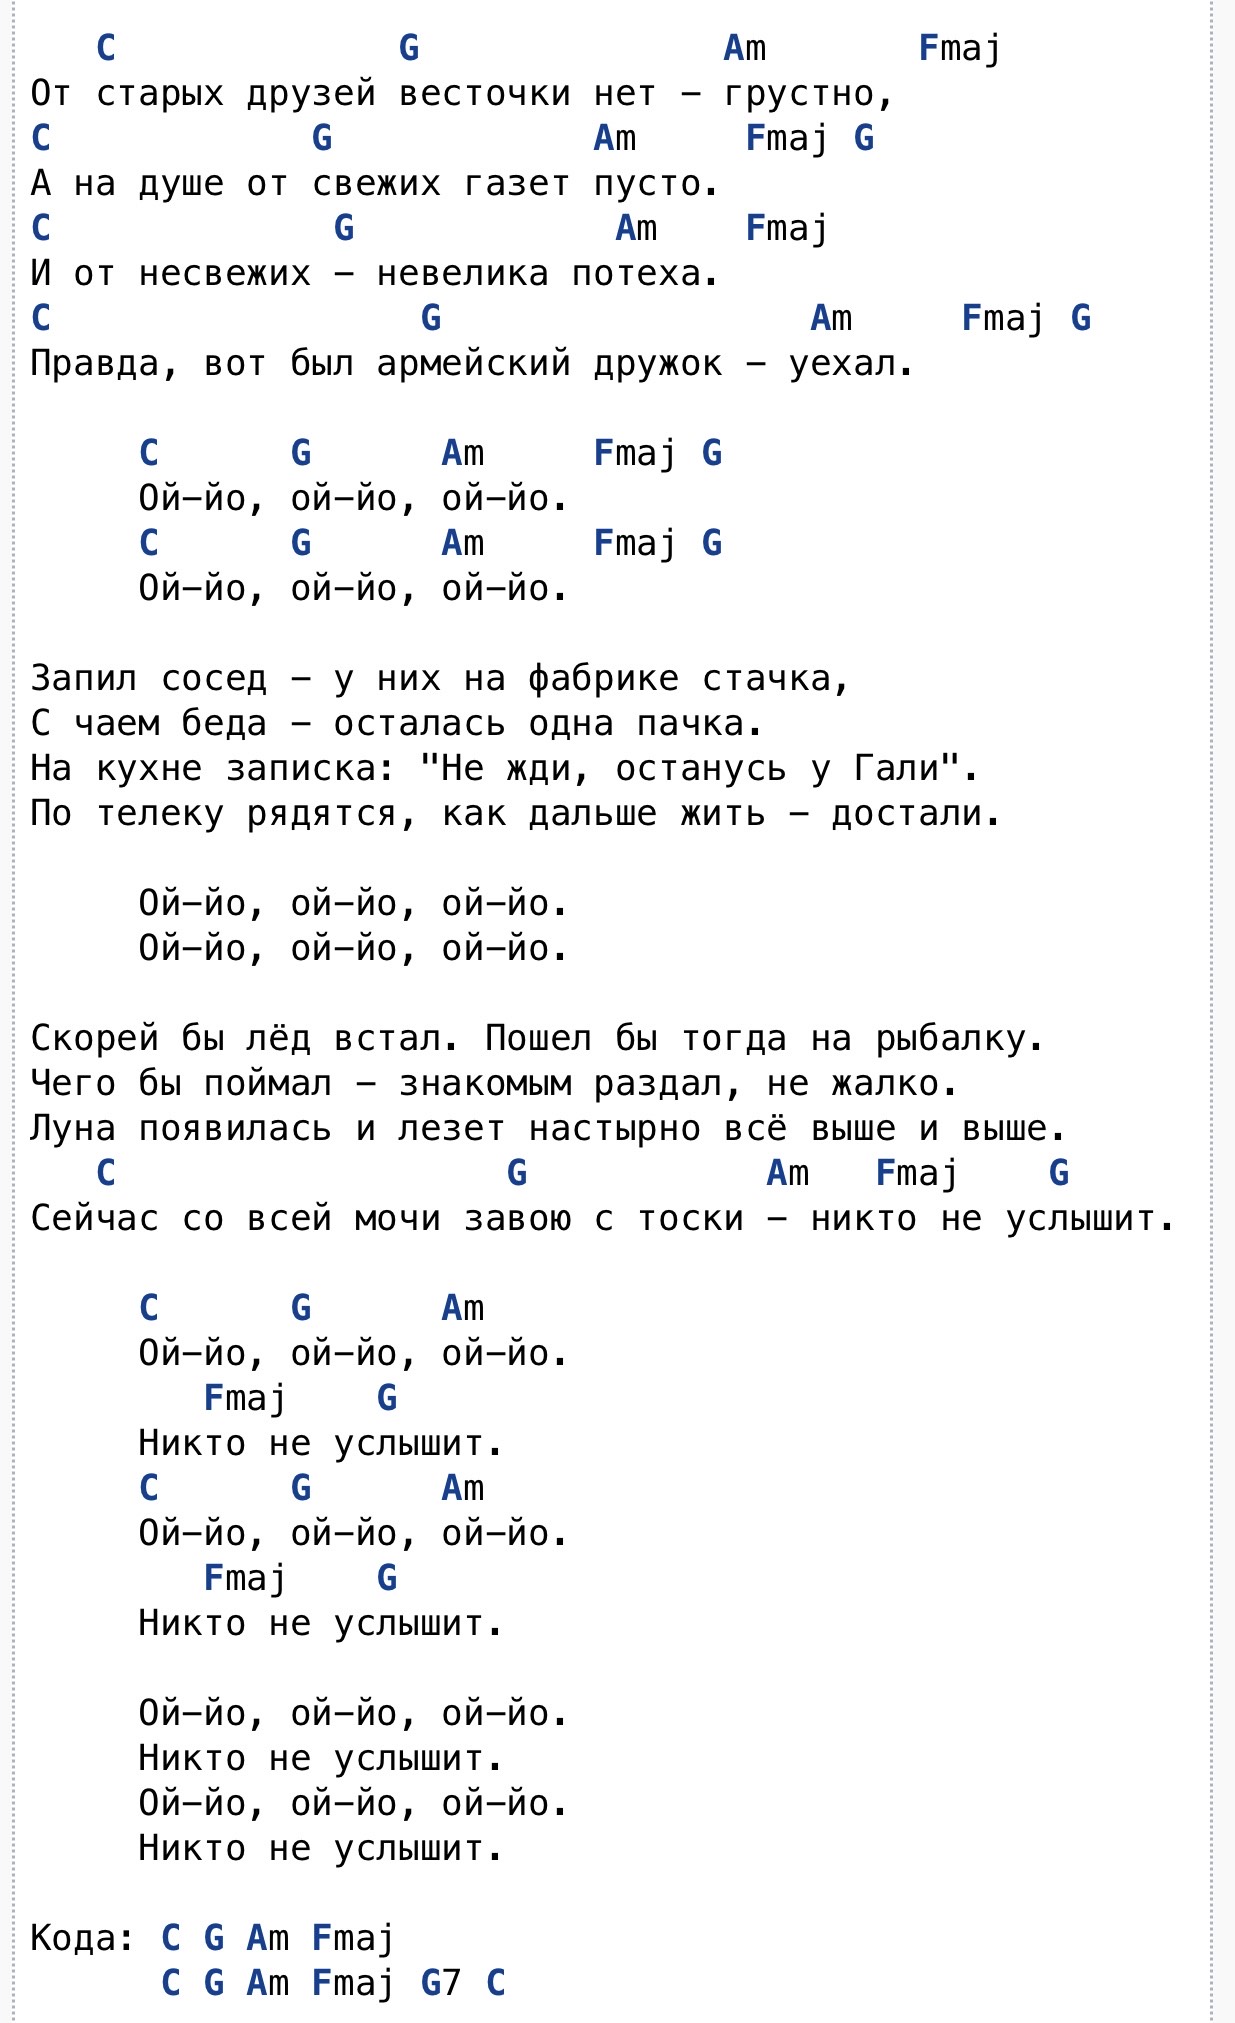 C G Am Fmaj
От старых друзей весточки нет – грустно,
C G Am Fmaj G
А на душе от свежих газет пусто.
C G Am Fmaj
И от несвежих – невелика потеха.
C G Am Fmaj G
Правда, вот был армейский дружок – уехал.
C G Am Fmaj G
Ой–йо, ой–йо, ой–йо.
C G Am Fmaj G
Ой–йо, ой–йо, ой–йо.
Запил сосед – у них на фабрике стачка,
С чаем беда – осталась одна пачка.
На кухне записка: "Не жди, останусь у Гали".
По телеку рядятся, как дальше жить – достали.
Ой–йо, ой–йо, ой–йо.
Ой–йо, ой–йо, ой–йо.
Скорей бы лёд встал. Пошел бы тогда на рыбалку.
Чего бы поймал – знакомым раздал, не жалко.
Луна появилась и лезет настырно всё выше и выше.
C G Am Fmaj G
Сейчас со всей мочи завою с тоски – никто не услышит.
C G Am
Ой–йо, ой–йо, ой–йо.
Fmaj G
Никто не услышит.
C G Am
Ой–йо, ой–йо, ой–йо.
Fmaj G
Никто не услышит.
Ой–йо, ой–йо, ой–йо.
Никто не услышит.
Ой–йо, ой–йо, ой–йо.
Никто не услышит.
Кода: C G Am Fmaj
C G Am Fmaj G7 C